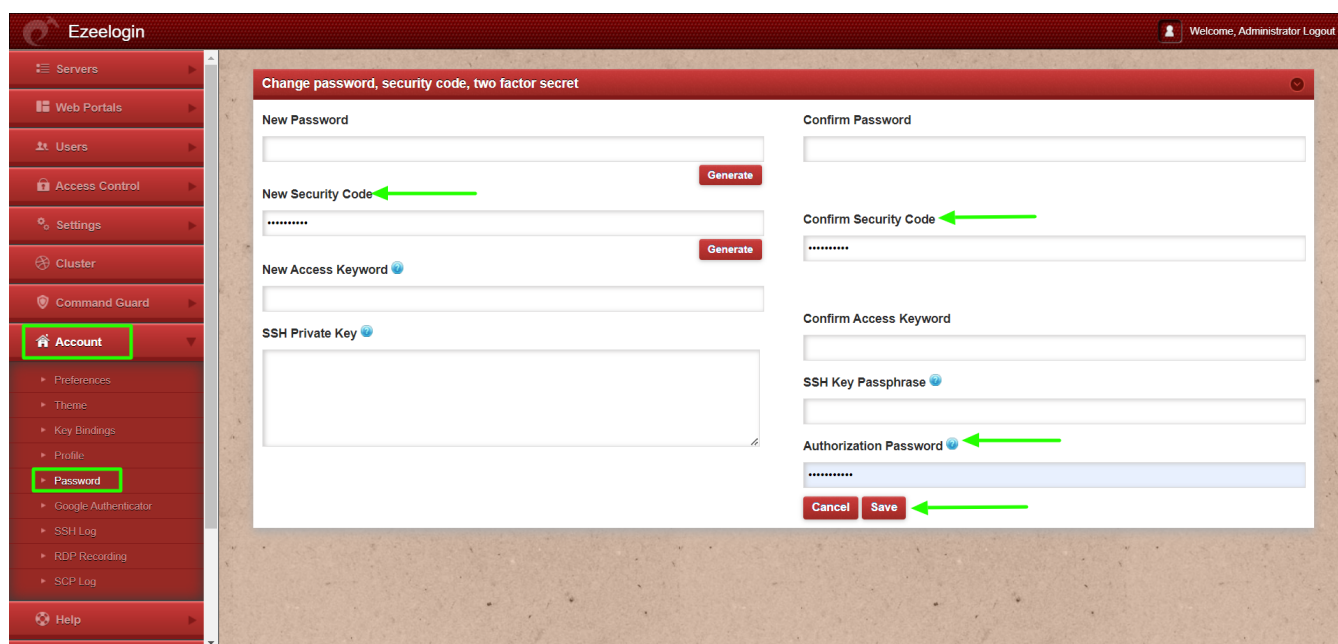 Ezeelogin
Welcome, Administrator Logout
Servers
Web Portals
Users
Access Control
Settings
Cluster
Command Guard
Account
Preferences
Theme
Key Bindings
Profile
Password
Google Authenticator
SSH Log
RDP Recording
SCP Log
Help
Change password, security code, two factor secret
New Password
Generate
New Security Code
••••••••••
Generate
New Access Keyword ?
SSH Private Key ?
Confirm Password
Confirm Security Code
••••••••••
Confirm Access Keyword
SSH Key Passphrase ?
Authorization Password ?
•••••••••••
Cancel Save